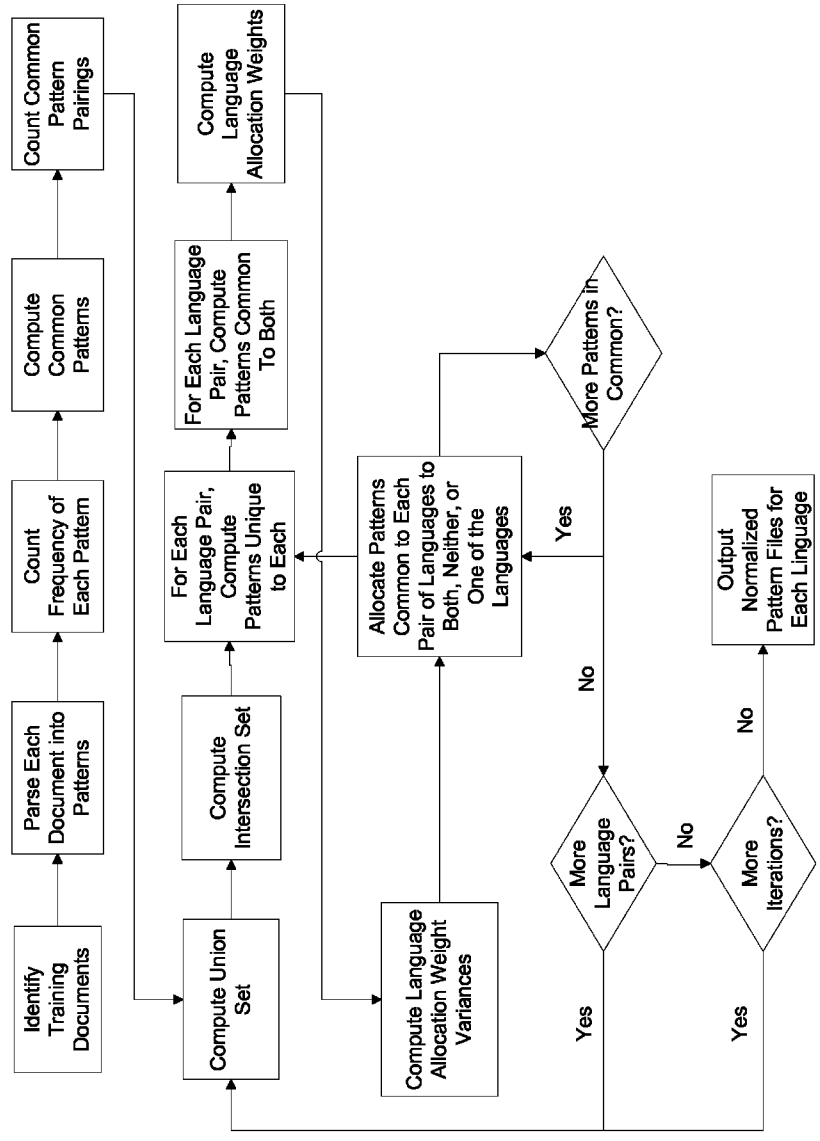 Identify
Training
Documents
Parse Each
Document into
Patterns
Count
Frequency of
Each Pattern
Compute
Common
Patterns
Count Common
Pattern
Pairings
Compute Union
Set
Compute
Intersection Set
For Each
Language Pair,
Compute
Patterns Unique
to Each
For Each Language
Pair, Compute
Patterns Common
To Both
Compute
Language
Allocation Weights
Compute Language
Allocation Weight
Variances
Allocate Patterns
Common to Each
Pair of Languages to
Both, Neither, or
One of the
Languages
More Patterns in
Common?
Yes
No
More
Language
Pairs?
Yes
No
More
Iterations?
Yes
No
Output
Normalized
Pattern Files for
Each Linguage